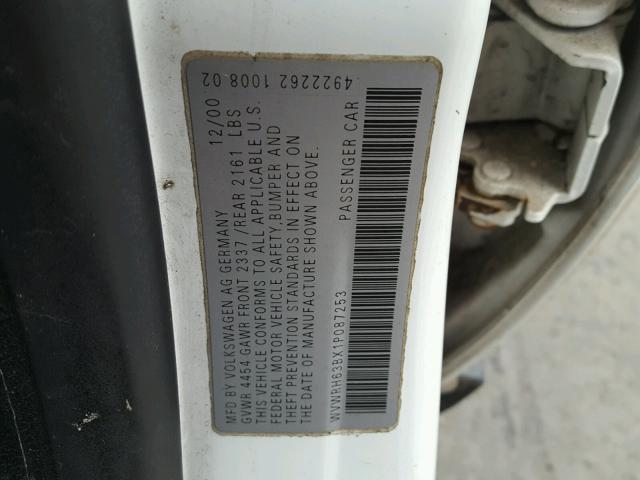 4922262 1008 02
MFD BY VOLKSWAGEN AG GERMANY 12/00
GVWR 4454 GAWR FRONT 2337/REAR 2161 LBS
THIS VEHICLE CONFORMS TO ALL APPLICABLE U.S.
FEDERAL MOTOR VEHICLE SAFETY,BUMPER AND
THEFT PREVENTION STANDARDS IN EFFECT ON
THE DATE OF MANUFACTURE SHOWN ABOVE.
WVWRH63BX1P087253 PASSENGER CAR